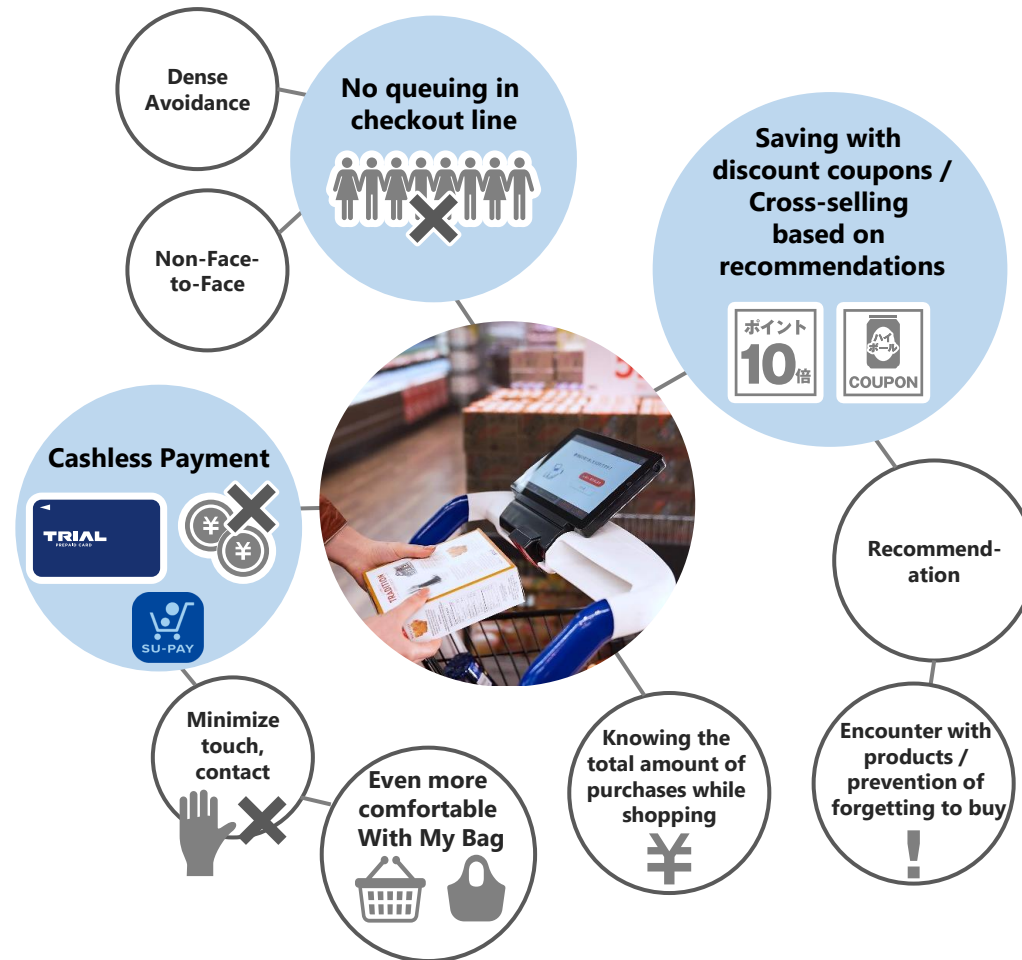 Dense
Avoidance
No queuing in
checkout line
Non-Face-
to-Face
Saving with
discount coupons /
Cross-selling
based on
recommendations
ポイント
10倍
ハイ
ボール
COUPON
Cashless Payment
TRIAL
PREPAID CARD
¥
¥
SU-PAY
TRADITION
Recommend-
ation
Minimize
touch,
contact
Even more
comfortable
With My Bag
Knowing the
total amount of
purchases while
shopping
¥
Encounter with
products /
prevention of
forgetting to buy
!